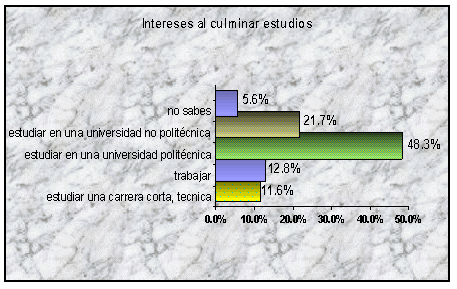 Intereses al culminar estudios
5.6%
no sabes
21.7%
estudiar en una universidad no politécnica
48.3%
estudiar en una universidad politécnica
12.8%
trabajar
11.6%
estudiar una carrera corta, tecnica
0.0% 10.0% 20.0% 30.0% 40.0% 50.0%